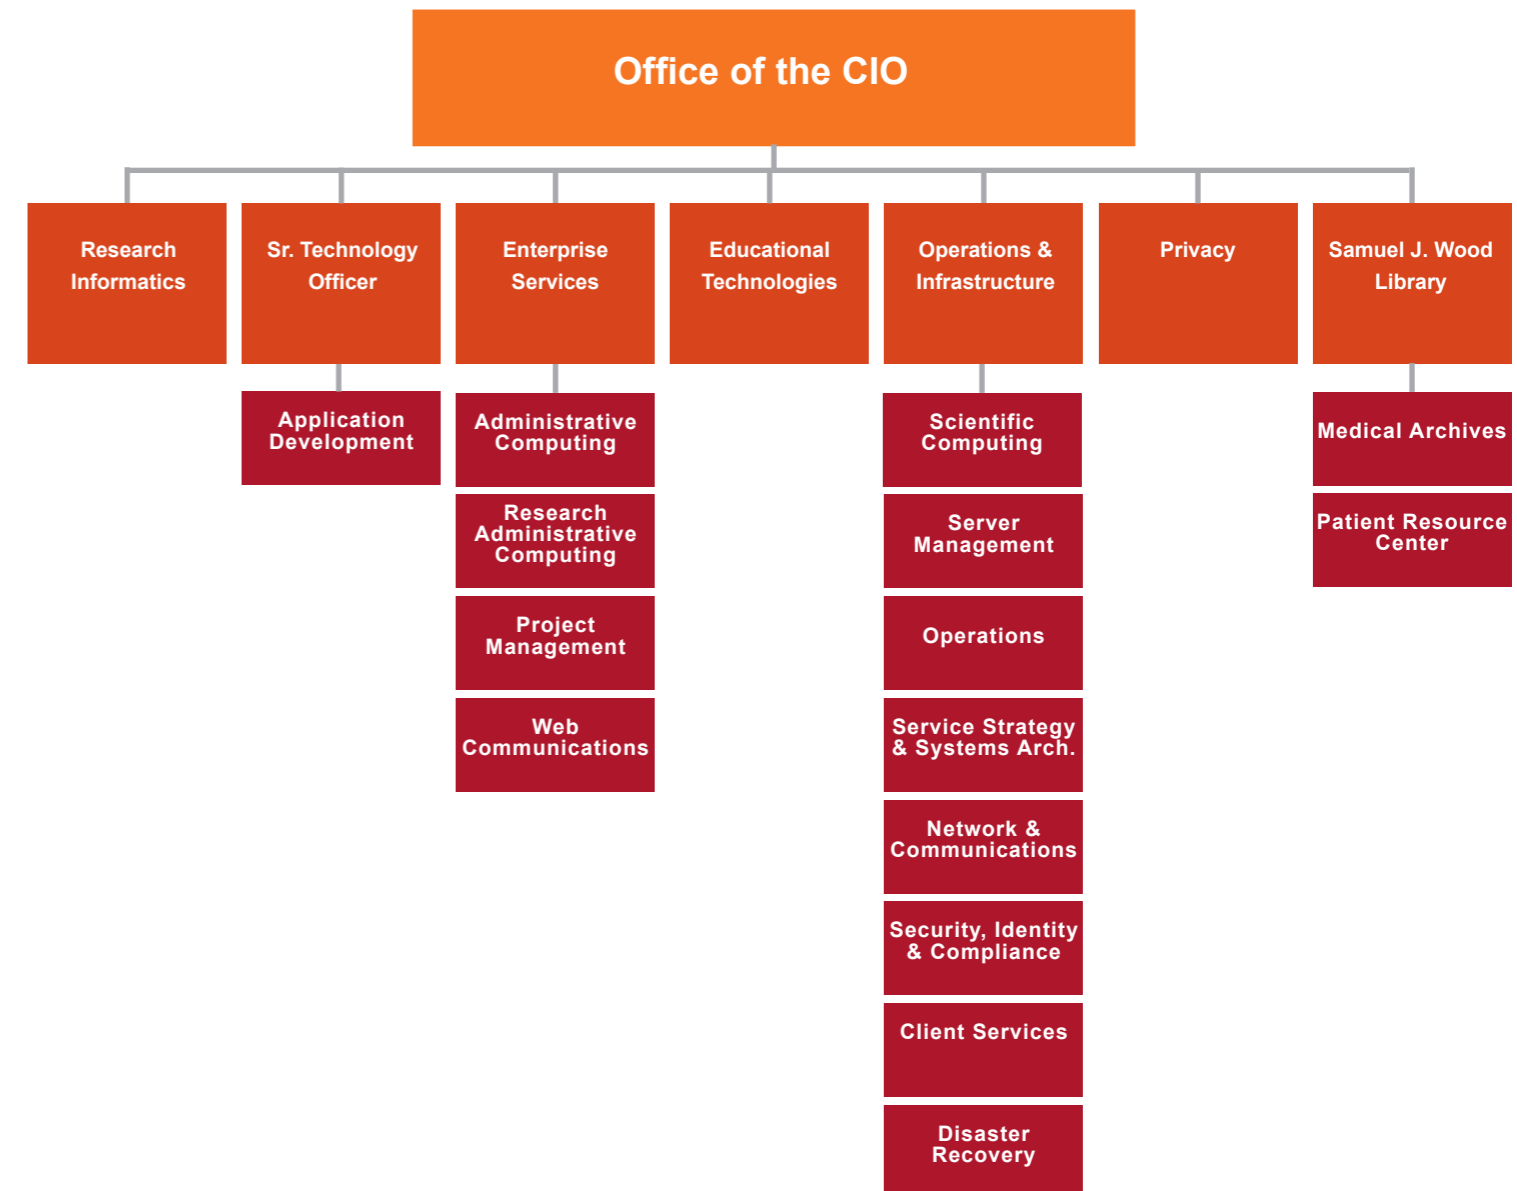 Office of the CIO
Research
Informatics
Sr. Technology
Officer
Enterprise
Services
Educational
Technologies
Operations &
Infrastructure
Privacy
Samuel J. Wood
Library
Application
Development
Administrative
Computing
Research
Administrative
Computing
Project
Management
Web
Communications
Scientific
Computing
Server
Management
Operations
Service Strategy
& Systems Arch.
Network &
Communications
Security, Identity
& Compliance
Client Services
Disaster
Recovery
Medical Archives
Patient Resource
Center